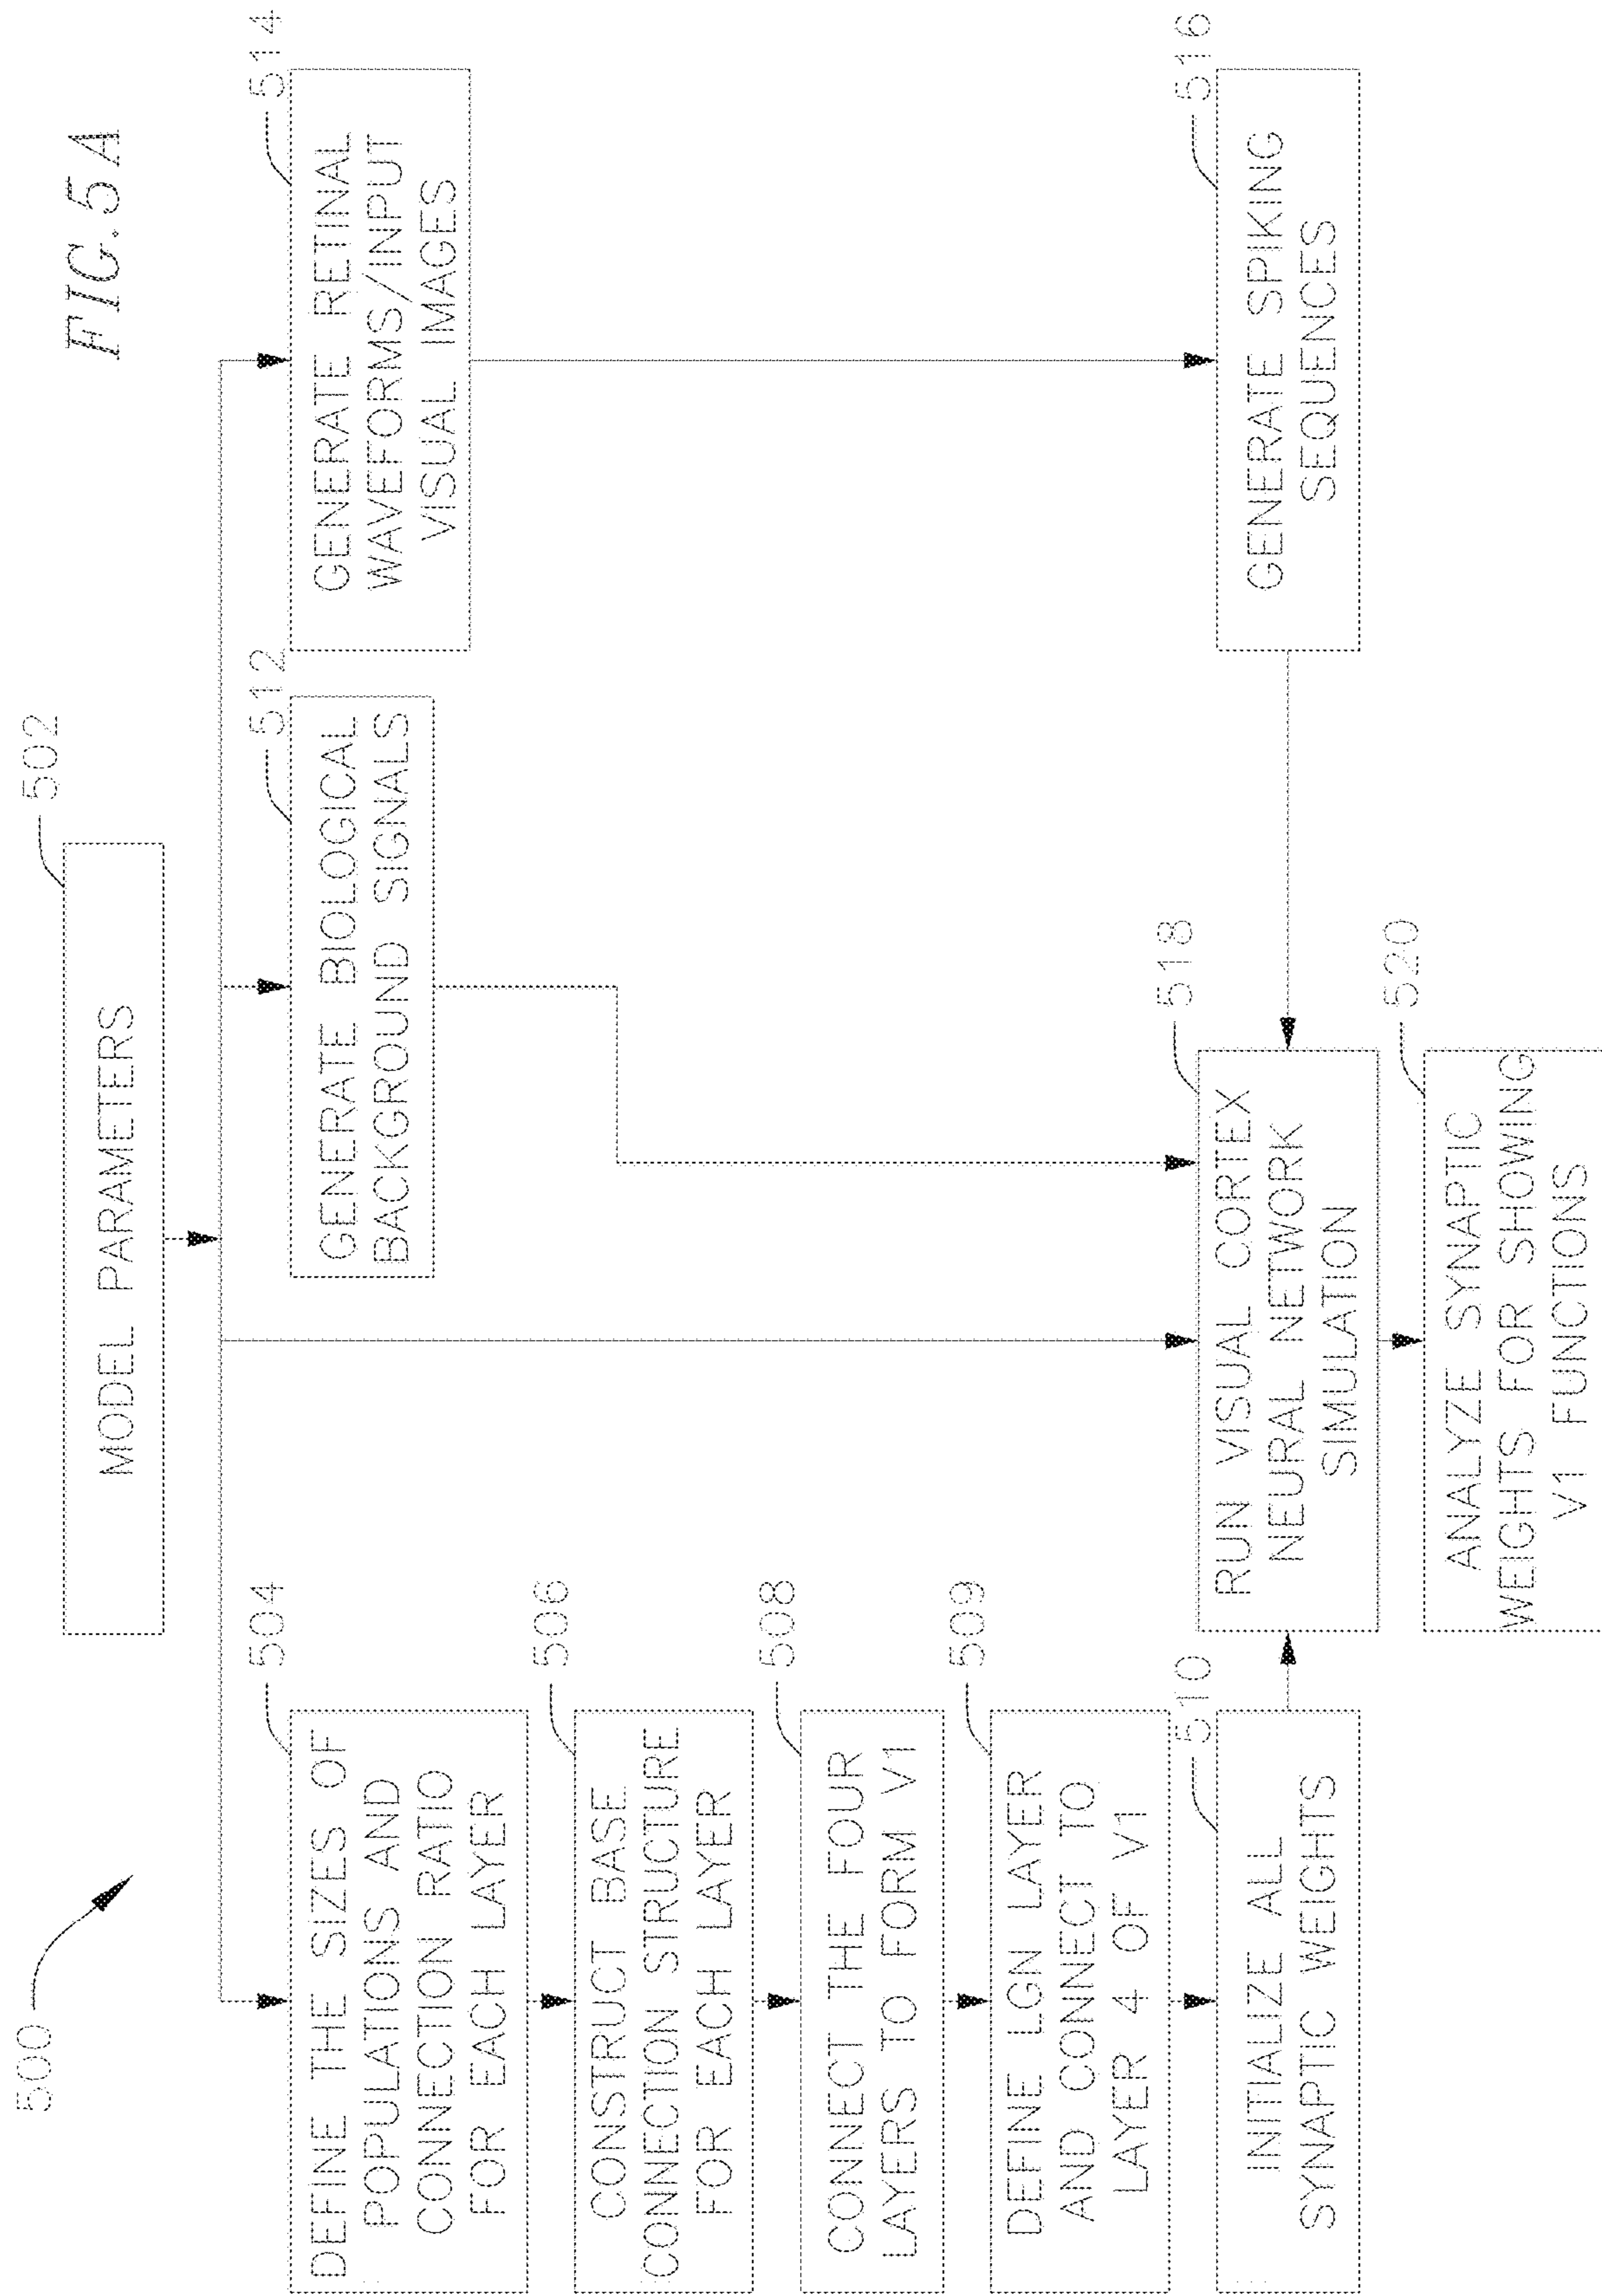 FIG. 5A
500
502
MODEL PARAMETERS
504
DEFINE THE SIZES OF
POPULATIONS AND
CONNECTION RATIO
FOR EACH LAYER
506
CONSTRUCT BASE
CONNECTION STRUCTURE
FOR EACH LAYER
508
CONNECT THE FOUR
LAYERS TO FORM V1
509
DEFINE LGN LAYER
AND CONNECT TO
LAYER 4 OF V1
510
INITIALIZE ALL
SYNAPTIC WEIGHTS
512
GENERATE BIOLOGICAL
BACKGROUND SIGNALS
514
GENERATE RETINAL
WAVEFORMS/INPUT
VISUAL IMAGES
516
GENERATE SPIKING
SEQUENCES
518
RUN VISUAL CORTEX
NEURAL NETWORK
SIMULATION
520
ANALYZE SYNAPTIC
WEIGHTS FOR SHOWING
V1 FUNCTIONS